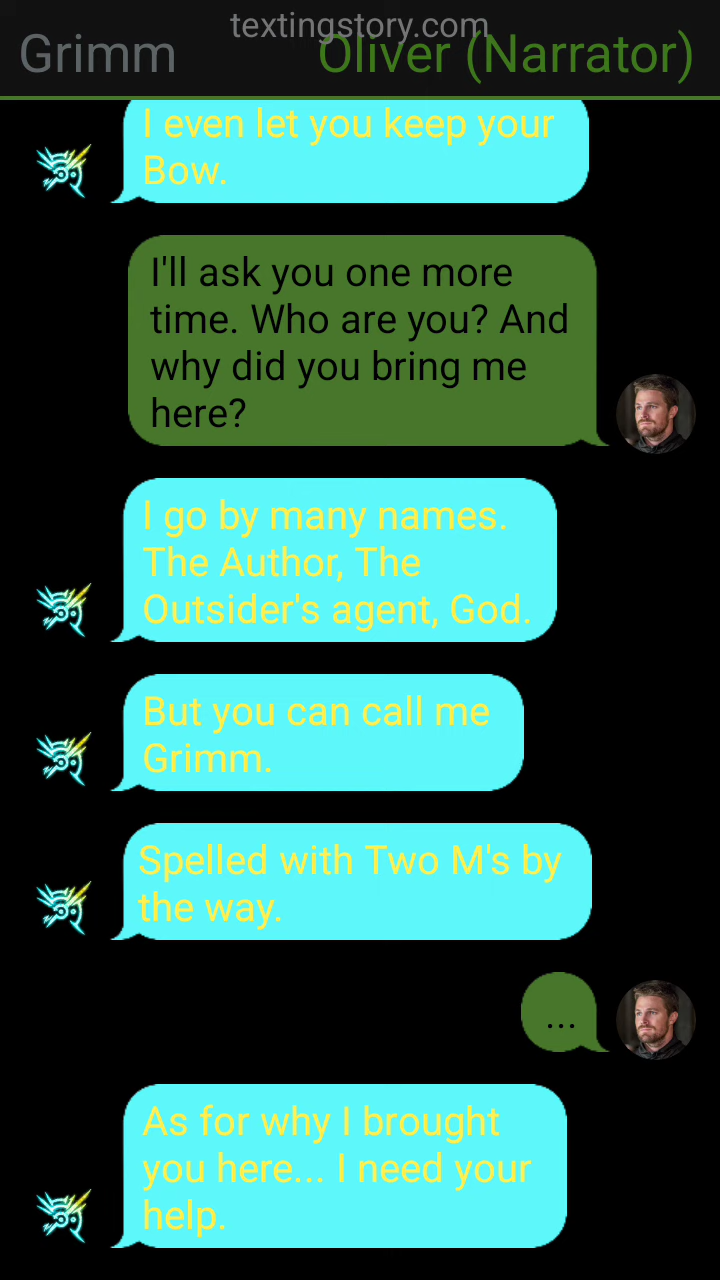 textingstory.com
Grimm
Oliver (Narrator)
I even let you keep your
Bow.
I'll ask you one more
time. Who are you? And
why did you bring me
here?
I go by many names.
The Author, The
Outsider's agent, God.
But you can call me
Grimm.
Spelled with Two M's by
the way.
...
As for why I brought
you here... I need your
help.